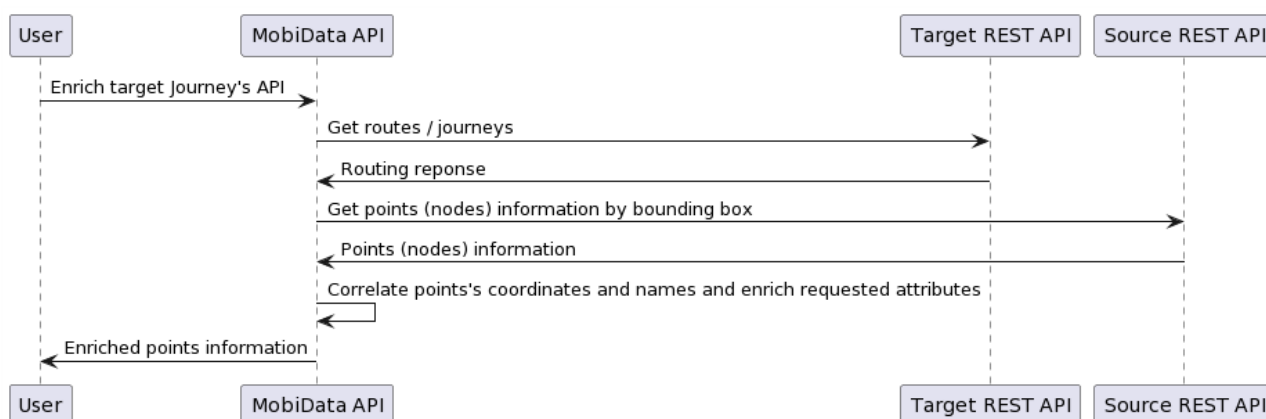 User MobiData API Target REST API Source REST API
Enrich target Journey's API
Get routes / journeys
Routing reponse
Get points (nodes) information by bounding box
Points (nodes) information
Correlate points's coordinates and names and enrich requested attributes
Enriched points information
User MobiData API Target REST API Source REST API